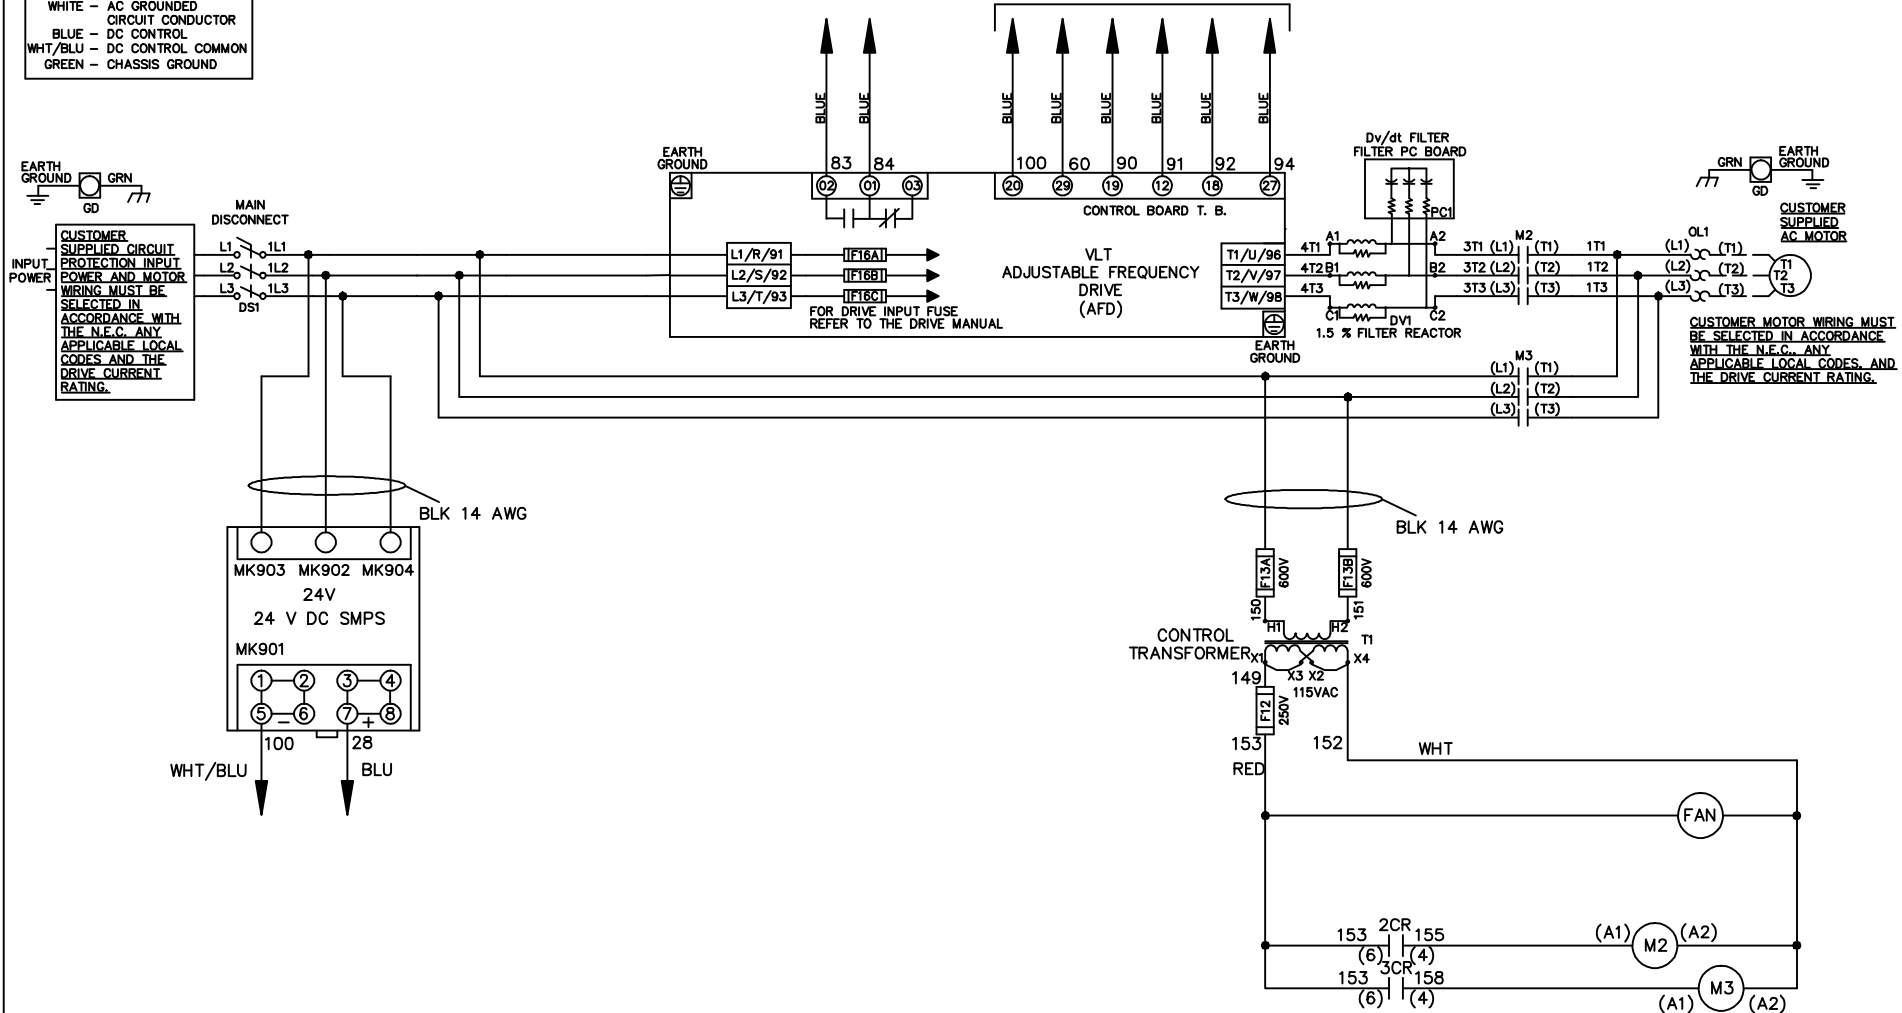 WHITE – AC GROUNDED
CIRCUIT CONDUCTOR
BLUE – DC CONTROL
WHT/BLU – DC CONTROL COMMON
GREEN – CHASSIS GROUND
BLUE
BLUE
BLUE
BLUE
BLUE
BLUE
BLUE
BLUE
EARTH
GROUND
GRN
GD
MAIN
DISCONNECT
INPUT
POWER
CUSTOMER
SUPPLIED CIRCUIT
PROTECTION INPUT
POWER AND MOTOR
WIRING MUST BE
SELECTED IN
ACCORDANCE WITH
THE N.E.C. ANY
APPLICABLE LOCAL
CODES AND THE
DRIVE CURRENT
RATING.
L1 1L1
L2 1L2
L3 1L3
DS1
EARTH
GROUND
83 84
02 01 03
100 60 90 91 92 94
20 29 19 12 18 27
CONTROL BOARD T. B.
L1/R/91
L2/S/92
L3/T/93
F16A
F16B
F16C
FOR DRIVE INPUT FUSE
REFER TO THE DRIVE MANUAL
VLT
ADJUSTABLE FREQUENCY
DRIVE
(AFD)
T1/U/96
T2/V/97
T3/W/98
EARTH
GROUND
4T1
4T2
4T3
Dv/dt FILTER
FILTER PC BOARD
PC1
A1 A2
B1 B2
C1 C2
DV1
1.5 % FILTER REACTOR
M2
3T1 (L1) (T1) 1T1
3T2 (L2) (T2) 1T2
3T3 (L3) (T3) 1T3
OL1
(L1) (T1)
(L2) (T2)
(L3) (T3)
T1
T2
T3
GRN
EARTH
GROUND
GD
CUSTOMER
SUPPLIED
AC MOTOR
CUSTOMER MOTOR WIRING MUST
BE SELECTED IN ACCORDANCE
WITH THE N.E.C., ANY
APPLICABLE LOCAL CODES, AND
THE DRIVE CURRENT RATING.
M3
(L1) (T1)
(L2) (T2)
(L3) (T3)
BLK 14 AWG
MK903 MK902 MK904
24V
24 V DC SMPS
MK901
1 2 3 4
5 6 7 8
– +
100 28
WHT/BLU BLU
BLK 14 AWG
F13A 600V
F13B 600V
150 151
H1 H2
CONTROL
TRANSFORMER
T1
X1 X3 X2 X4
115VAC
149
F12 250V
153 152
RED
WHT
FAN
2CR
153 155
(6) (4)
(A1) M2 (A2)
3CR
153 158
(6) (4)
(A1) M3 (A2)